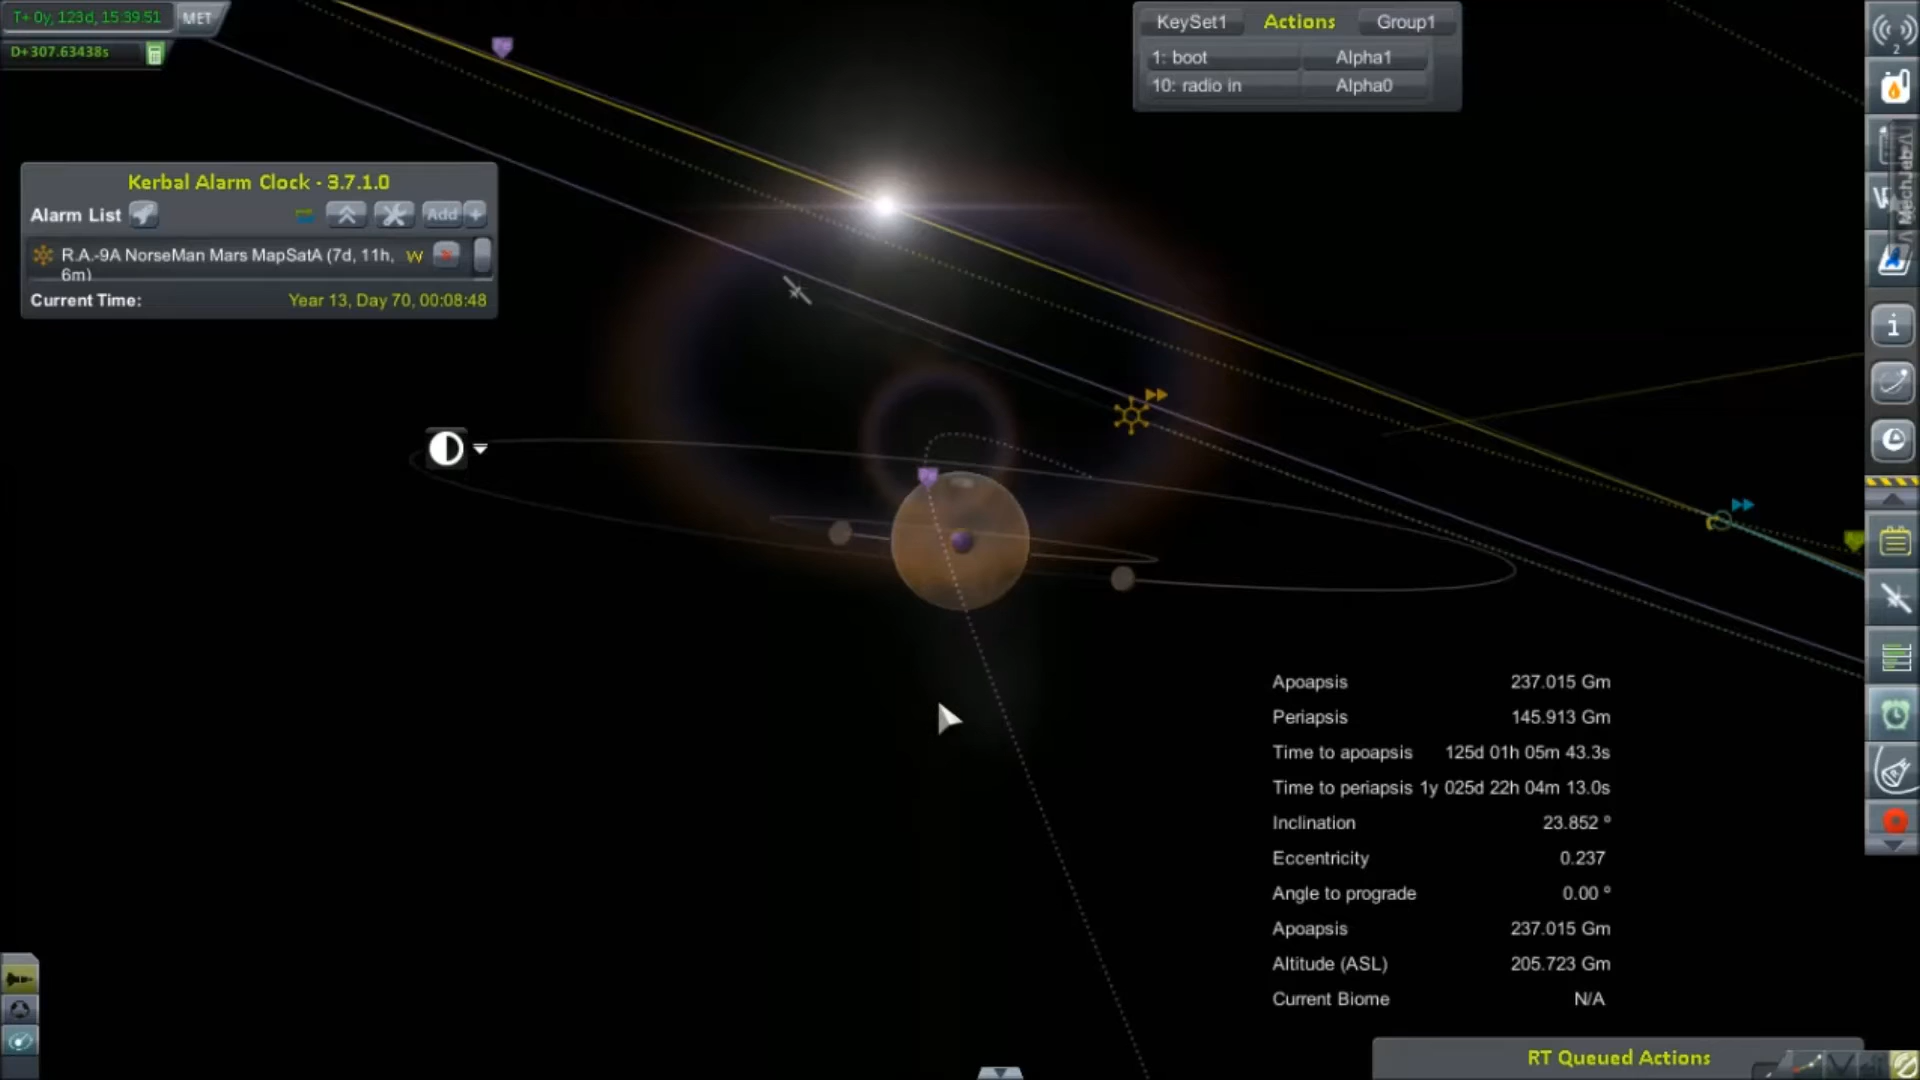 T+ 0y, 123d, 15:39:51 MET
D+307.63438s
KeySet1 Actions Group1
1: boot Alpha1
10: radio in Alpha0
2
MechJeb
Kerbal Alarm Clock - 3.7.1.0
Alarm List Add +
R.A.-9A NorseMan Mars MapSatA (7d, 11h, W
6m)
Current Time: Year 13, Day 70, 00:08:48
Apoapsis 237.015 Gm
Periapsis 145.913 Gm
Time to apoapsis 125d 01h 05m 43.3s
Time to periapsis 1y 025d 22h 04m 13.0s
Inclination 23.852 °
Eccentricity 0.237
Angle to prograde 0.00 °
Apoapsis 237.015 Gm
Altitude (ASL) 205.723 Gm
Current Biome N/A
RT Queued Actions